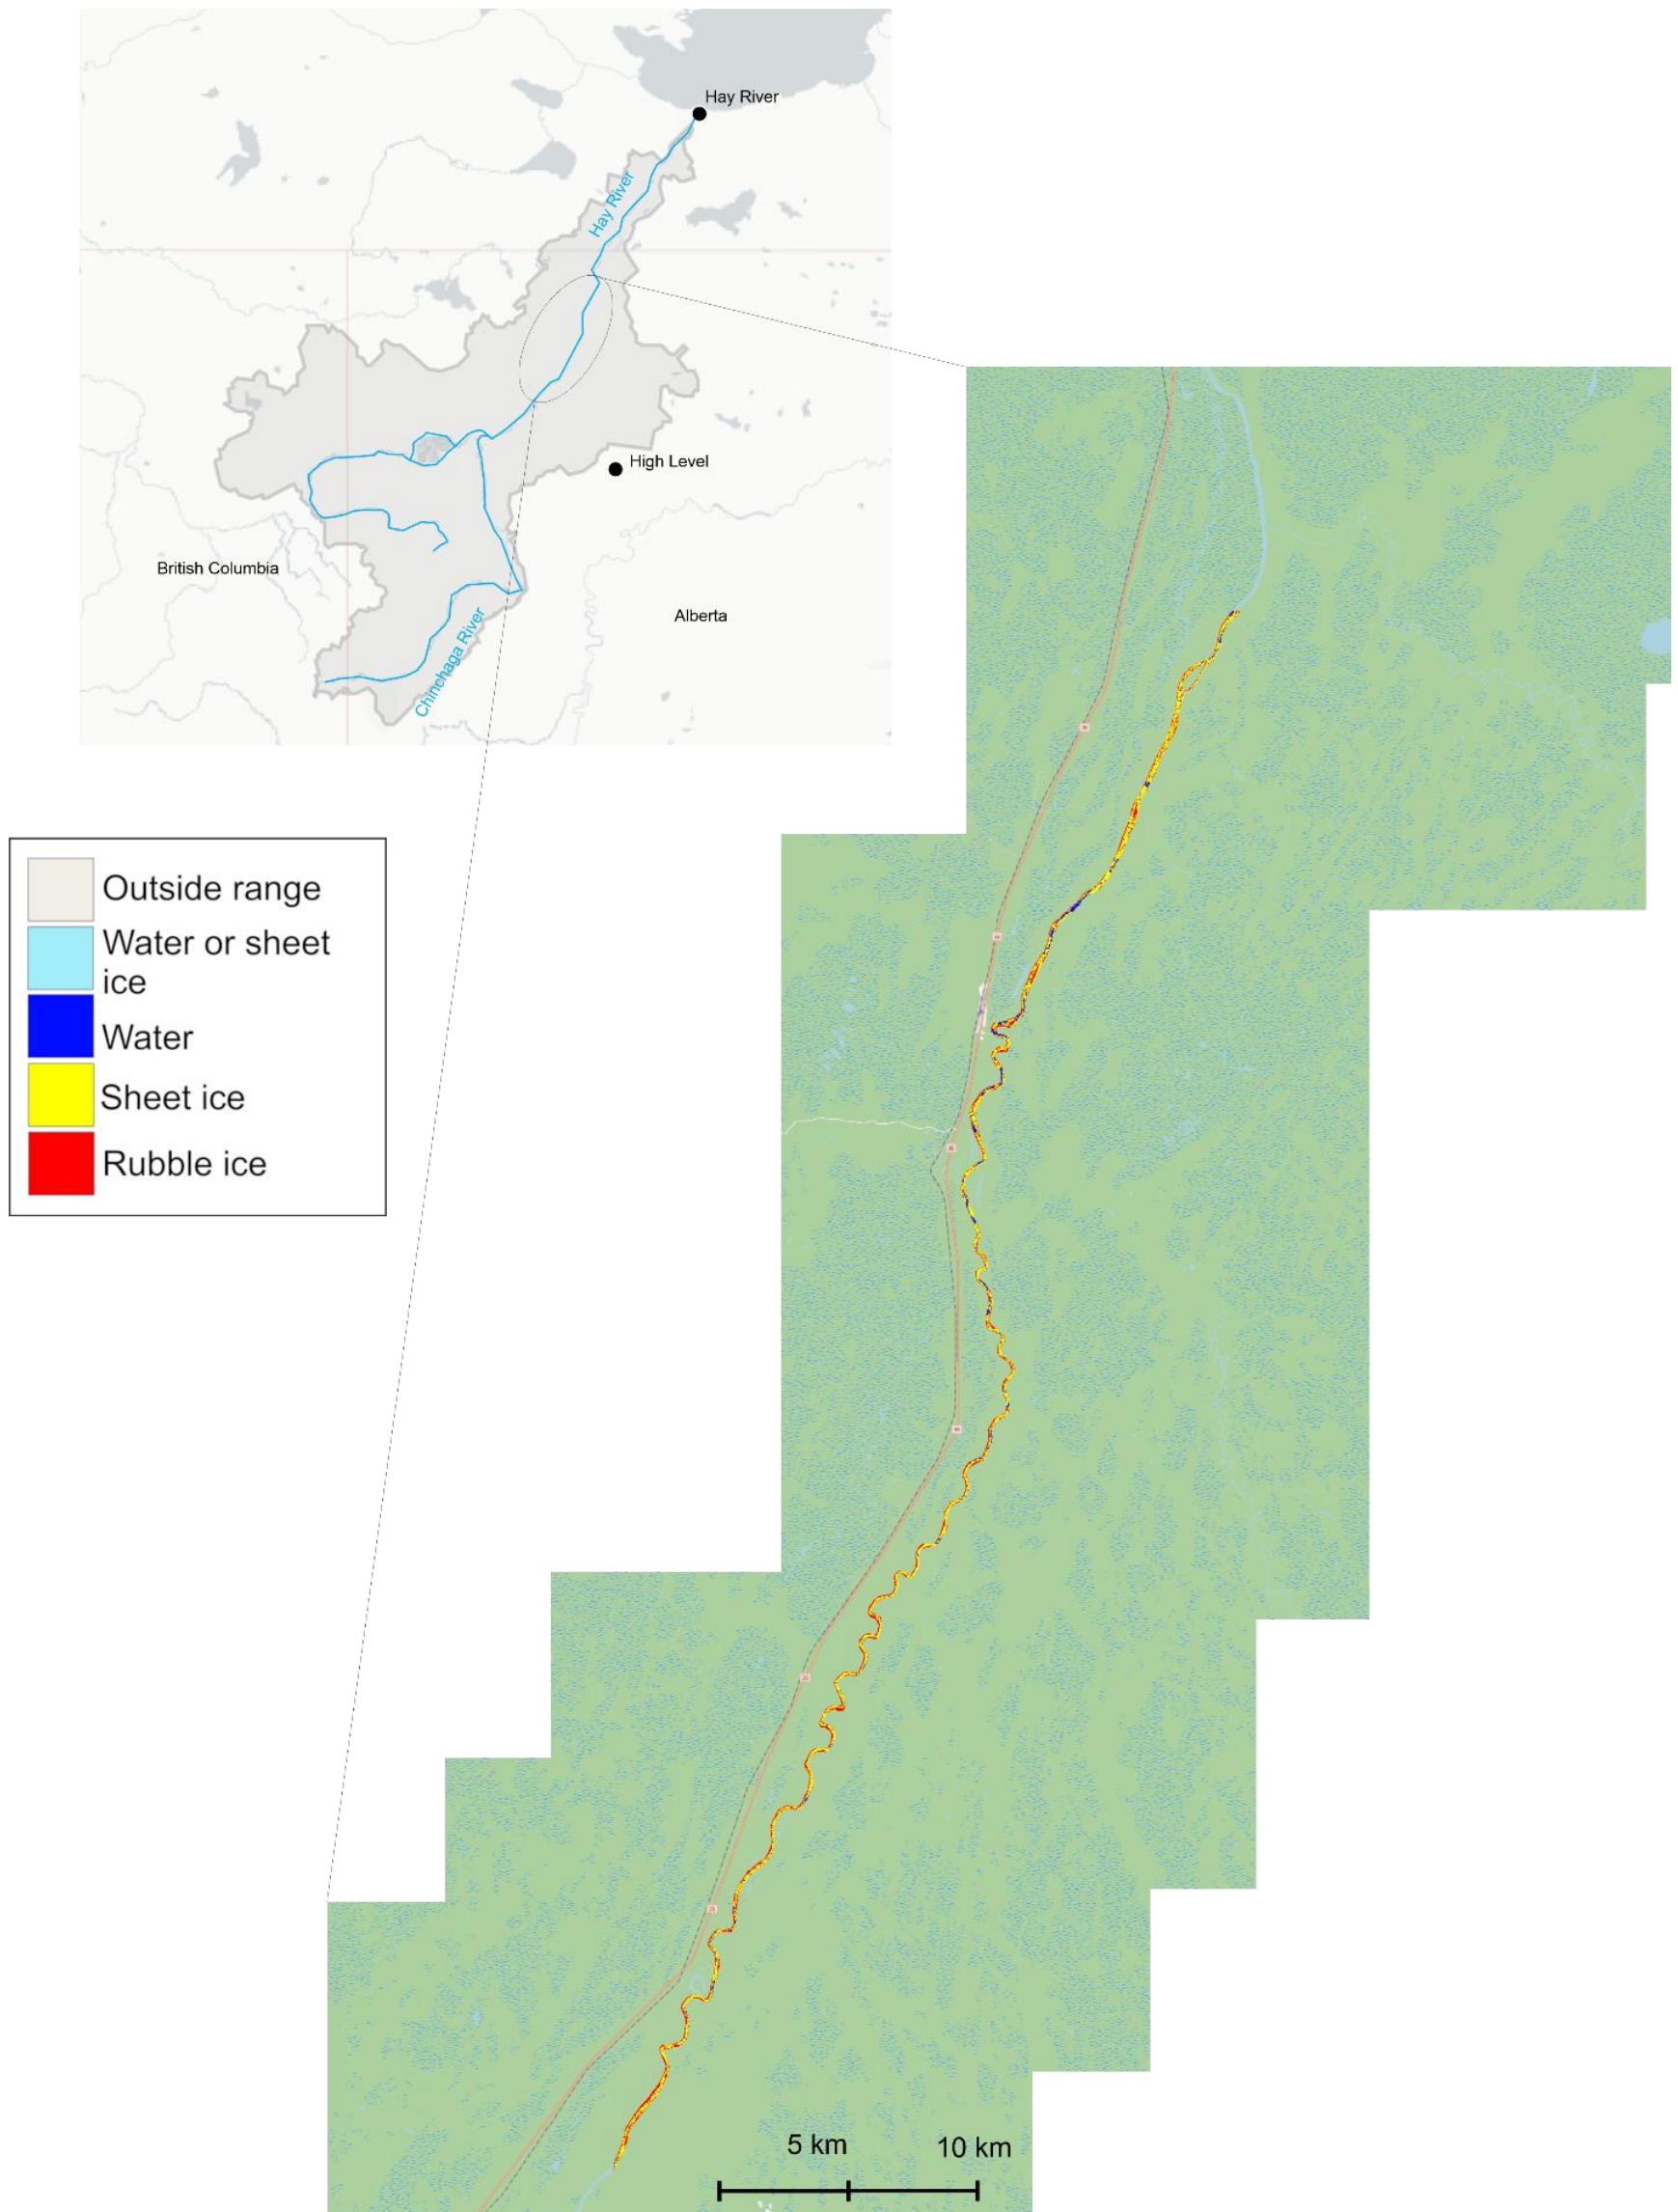 Hay River
Hay River
High Level
British Columbia
Alberta
Chinchaga River
Outside range
Water or sheet
ice
Water
Sheet ice
Rubble ice
5 km 10 km